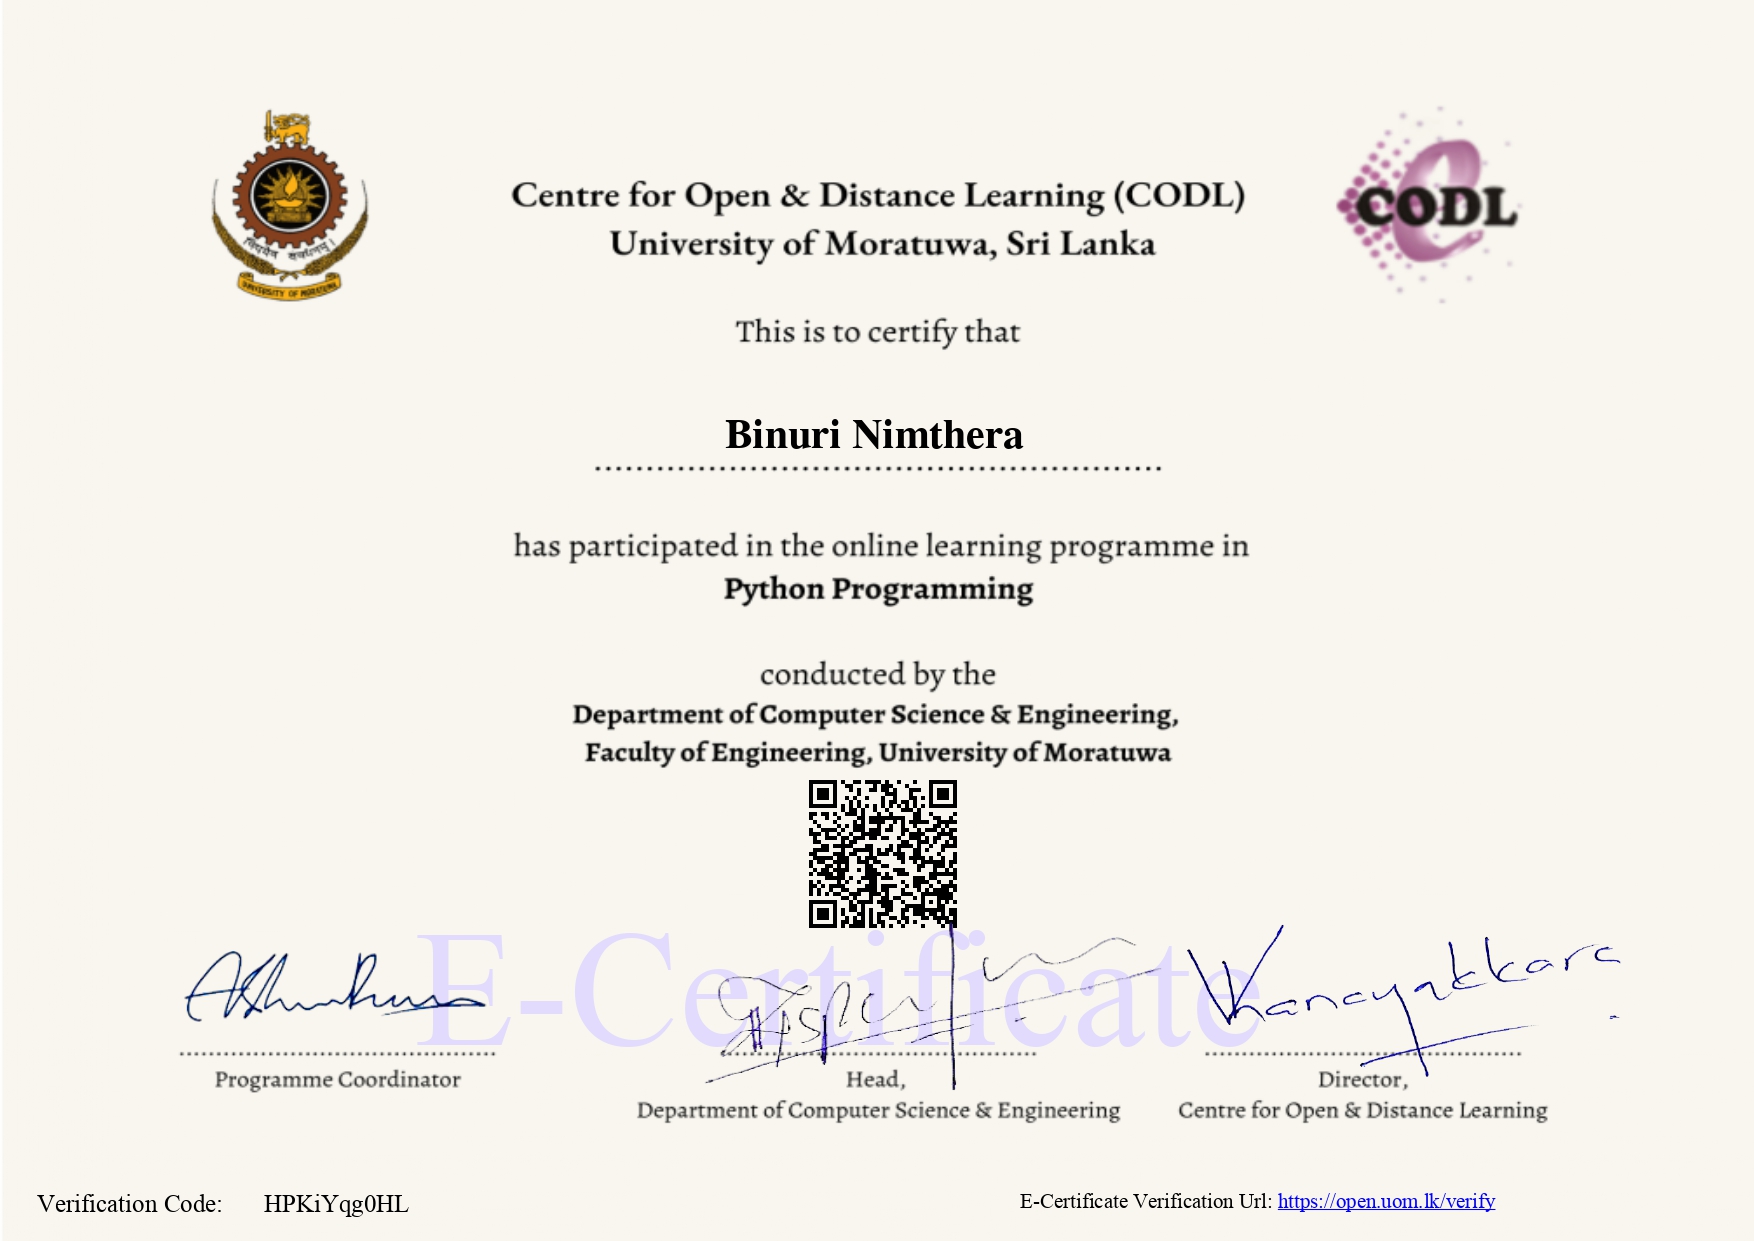 Centre for Open & Distance Learning (CODL)
University of Moratuwa, Sri Lanka
CODL
UNIVERSITY OF MORATUWA
This is to certify that
Binuri Nimthera
has participated in the online learning programme in
Python Programming
conducted by the
Department of Computer Science & Engineering,
Faculty of Engineering, University of Moratuwa
E-Certificate
Programme Coordinator
Head,
Department of Computer Science & Engineering
Director,
Centre for Open & Distance Learning
Verification Code: HPKiYqg0HL
E-Certificate Verification Url: https://open.uom.lk/verify